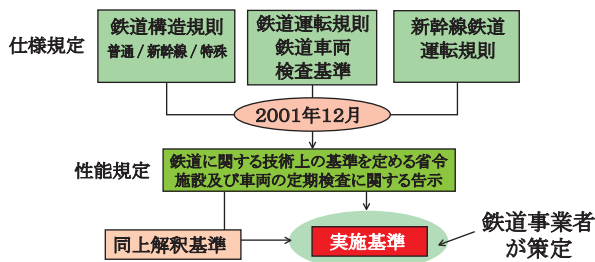 仕様規定
鉄道構造規則
普通/新幹線/特殊
鉄道運転規則
鉄道車両
検査基準
新幹線鉄道
運転規則
2001年12月
性能規定
鉄道に関する技術上の基準を定める省令
施設及び車両の定期検査に関する告示
同上解釈基準
実施基準
鉄道事業者
が策定